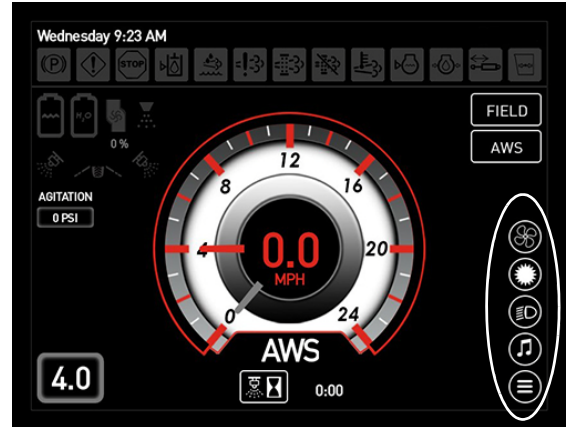 Wednesday 9:23 AM
(P)
STOP
H₂O
0 %
FIELD
AWS
AGITATION
0 PSI
0
4
8
12
16
20
24
0.0
MPH
AWS
4.0
0:00